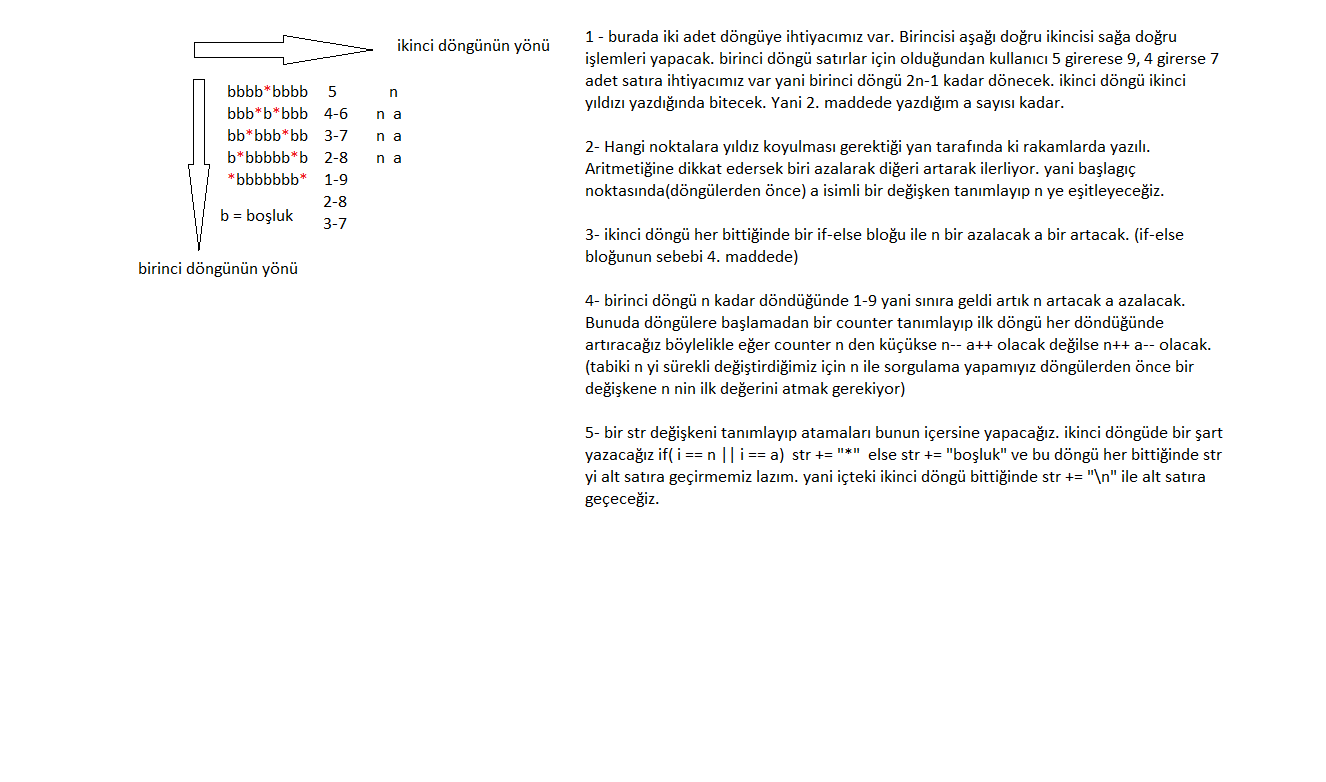 ikinci döngünün yönü
bbbb*bbbb 5 n
bbb*b*bbb 4-6 n a
bb*bbb*bb 3-7 n a
b*bbbbb*b 2-8 n a
*bbbbbbb* 1-9
2-8
b = boşluk
3-7
birinci döngünün yönü
1 - burada iki adet döngüye ihtiyacımız var. Birincisi aşağı doğru ikincisi sağa doğru
işlemleri yapacak. birinci döngü satırlar için olduğundan kullanıcı 5 girerese 9, 4 girerse 7
adet satıra ihtiyacımız var yani birinci döngü 2n-1 kadar dönecek. ikinci döngü ikinci
yıldızı yazdığında bitecek. Yani 2. maddede yazdığım a sayısı kadar.
2- Hangi noktalara yıldız koyulması gerektiği yan tarafında ki rakamlarda yazılı.
Aritmetiğine dikkat edersek biri azalarak diğeri artarak ilerliyor. yani başlagıç
noktasında(döngülerden önce) a isimli bir değişken tanımlayıp n ye eşitleyeceğiz.
3- ikinci döngü her bittiğinde bir if-else bloğu ile n bir azalacak a bir artacak. (if-else
bloğunun sebebi 4. maddede)
4- birinci döngü n kadar döndüğünde 1-9 yani sınıra geldi artık n artacak a azalacak.
Bunuda döngülere başlamadan bir counter tanımlayıp ilk döngü her döndüğünde
artıracağız böylelikle eğer counter n den küçükse n-- a++ olacak değilse n++ a-- olacak.
(tabiki n yi sürekli değiştirdiğimiz için n ile sorgulama yapamıyız döngülerden önce bir
değişkene n nin ilk değerini atmak gerekiyor)
5- bir str değişkeni tanımlayıp atamaları bunun içersine yapacağız. ikinci döngüde bir şart
yazacağız if( i == n || i == a) str += "*" else str += "boşluk" ve bu döngü her bittiğinde str
yi alt satıra geçirmemiz lazım. yani içteki ikinci döngü bittiğinde str += "\n" ile alt satıra
geçeceğiz.